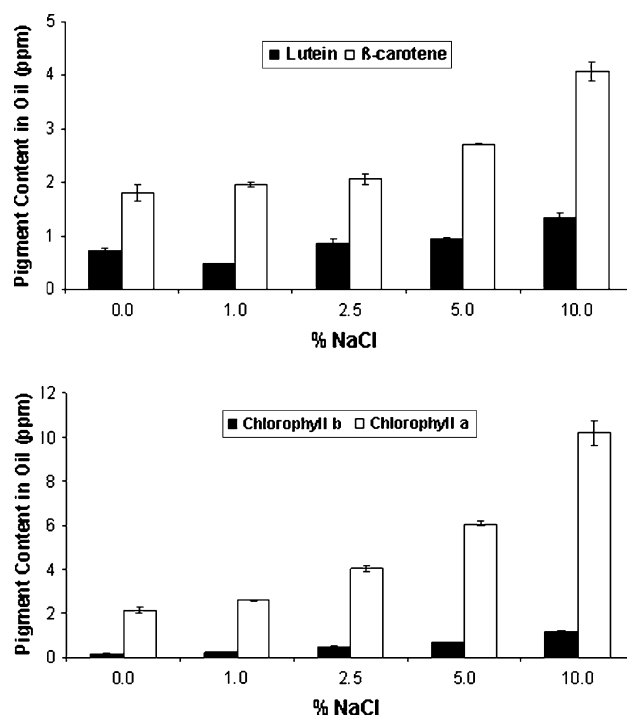 5
4
3
2
1
0
Pigment Content in Oil (ppm)
Lutein ß-carotene
0.0 1.0 2.5 5.0 10.0
% NaCl
12
10
8
6
4
2
0
Pigment Content in Oil (ppm)
Chlorophyll b Chlorophyll a
0.0 1.0 2.5 5.0 10.0
% NaCl